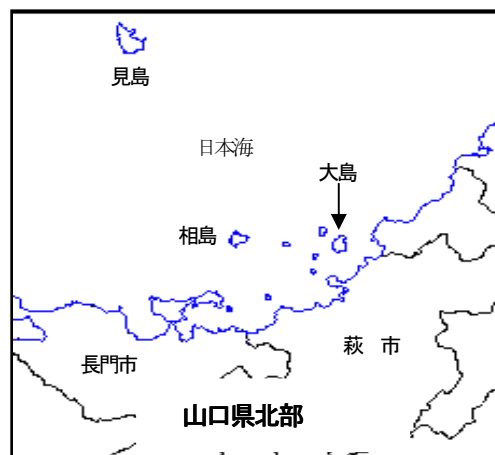 見島
日本海
大島
相島
長門市
萩 市
山口県北部